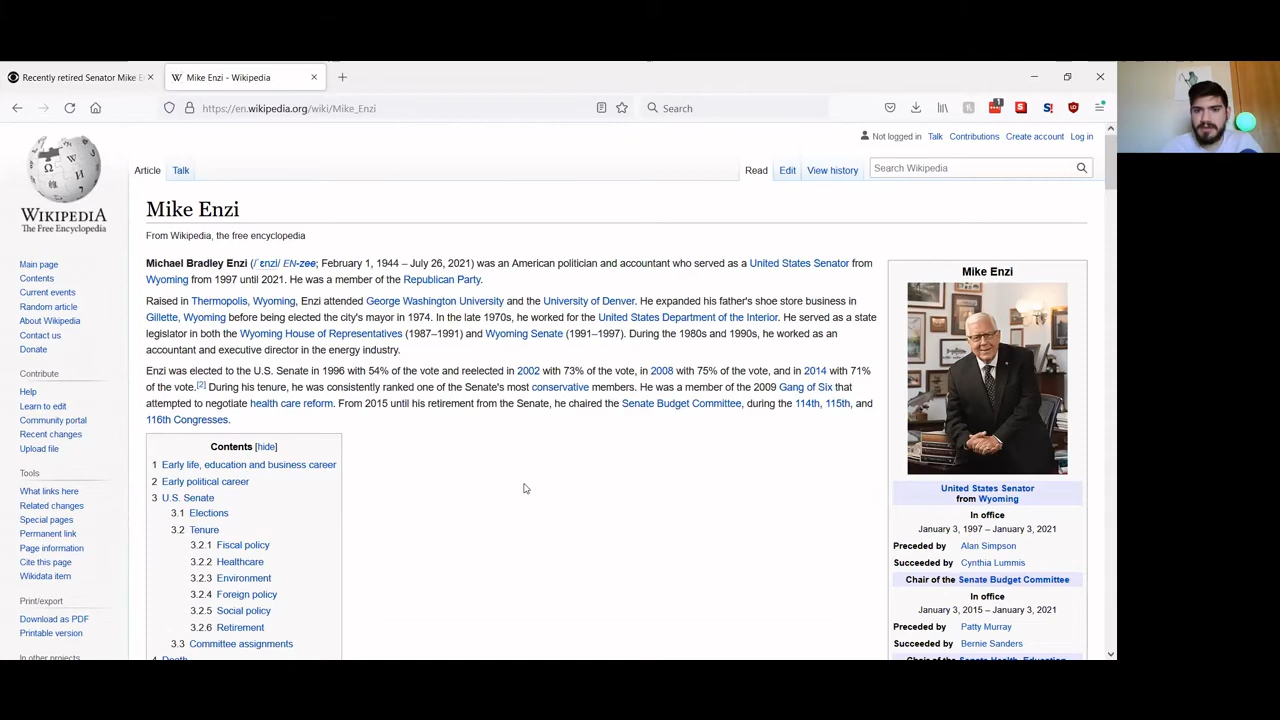 Recently retired Senator Mike E
Mike Enzi - Wikipedia
https://en.wikipedia.org/wiki/Mike_Enzi
Search
1
Not logged in Talk Contributions Create account Log in
Article Talk
Read Edit View history
Search Wikipedia
WIKIPEDIA
The Free Encyclopedia
Main page
Contents
Current events
Random article
About Wikipedia
Contact us
Donate
Contribute
Help
Learn to edit
Community portal
Recent changes
Upload file
Tools
What links here
Related changes
Special pages
Permanent link
Page information
Cite this page
Wikidata item
Print/export
Download as PDF
Printable version
In other projects
Mike Enzi
From Wikipedia, the free encyclopedia
Michael Bradley Enzi (/ˈɛnzi/ EN-zee; February 1, 1944 – July 26, 2021) was an American politician and accountant who served as a United States Senator from
Wyoming from 1997 until 2021. He was a member of the Republican Party.
Raised in Thermopolis, Wyoming, Enzi attended George Washington University and the University of Denver. He expanded his father's shoe store business in
Gillette, Wyoming before being elected the city's mayor in 1974. In the late 1970s, he worked for the United States Department of the Interior. He served as a state
legislator in both the Wyoming House of Representatives (1987–1991) and Wyoming Senate (1991–1997). During the 1980s and 1990s, he worked as an
accountant and executive director in the energy industry.
Enzi was elected to the U.S. Senate in 1996 with 54% of the vote and reelected in 2002 with 73% of the vote, in 2008 with 75% of the vote, and in 2014 with 71%
of the vote.[2] During his tenure, he was consistently ranked one of the Senate's most conservative members. He was a member of the 2009 Gang of Six that
attempted to negotiate health care reform. From 2015 until his retirement from the Senate, he chaired the Senate Budget Committee, during the 114th, 115th, and
116th Congresses.
Contents [hide]
1 Early life, education and business career
2 Early political career
3 U.S. Senate
3.1 Elections
3.2 Tenure
3.2.1 Fiscal policy
3.2.2 Healthcare
3.2.3 Environment
3.2.4 Foreign policy
3.2.5 Social policy
3.2.6 Retirement
3.3 Committee assignments
4 Death
Mike Enzi
United States Senator
from Wyoming
In office
January 3, 1997 – January 3, 2021
Preceded by Alan Simpson
Succeeded by Cynthia Lummis
Chair of the Senate Budget Committee
In office
January 3, 2015 – January 3, 2021
Preceded by Patty Murray
Succeeded by Bernie Sanders
Chair of the Senate Health, Education